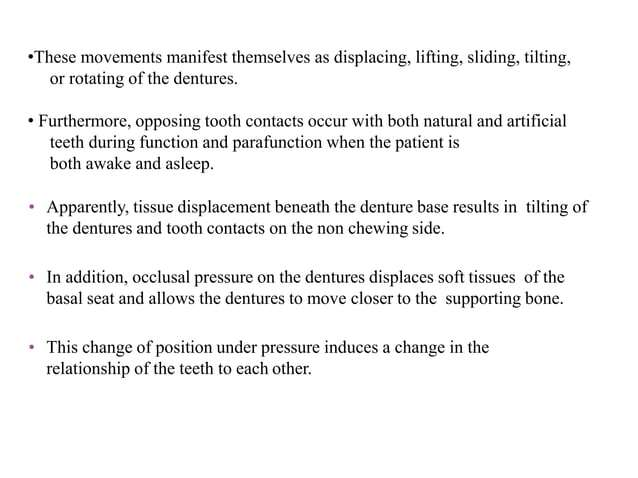 •These movements manifest themselves as displacing, lifting, sliding, tilting,
or rotating of the dentures.
• Furthermore, opposing tooth contacts occur with both natural and artificial
teeth during function and parafunction when the patient is
both awake and asleep.
• Apparently, tissue displacement beneath the denture base results in tilting of
the dentures and tooth contacts on the non chewing side.
• In addition, occlusal pressure on the dentures displaces soft tissues of the
basal seat and allows the dentures to move closer to the supporting bone.
• This change of position under pressure induces a change in the
relationship of the teeth to each other.